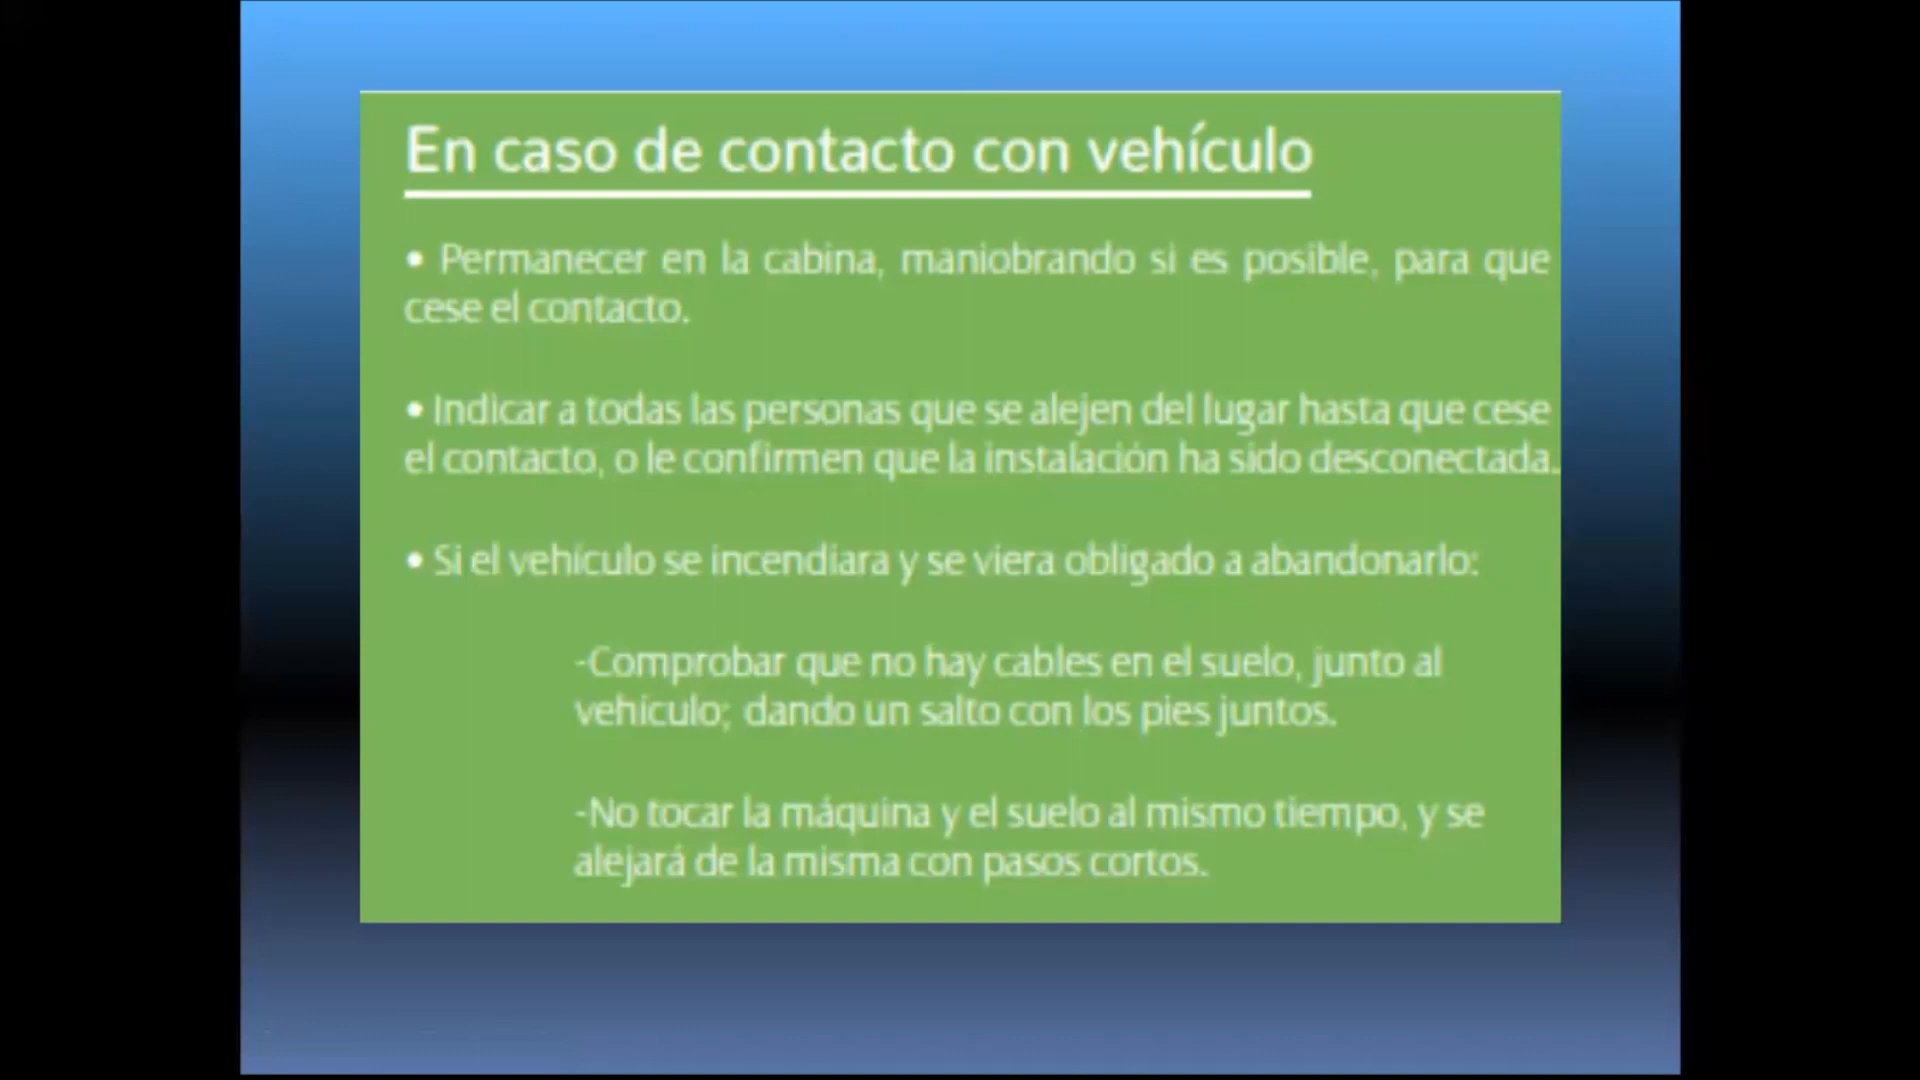 En caso de contacto con vehículo
• Permanecer en la cabina, maniobrando si es posible, para que
cese el contacto.
• Indicar a todas las personas que se alejen del lugar hasta que cese
el contacto, o le confirmen que la instalación ha sido desconectada.
• Si el vehículo se incendiara y se viera obligado a abandonarlo:
-Comprobar que no hay cables en el suelo, junto al
vehículo; dando un salto con los pies juntos.
-No tocar la máquina y el suelo al mismo tiempo, y se
alejará de la misma con pasos cortos.